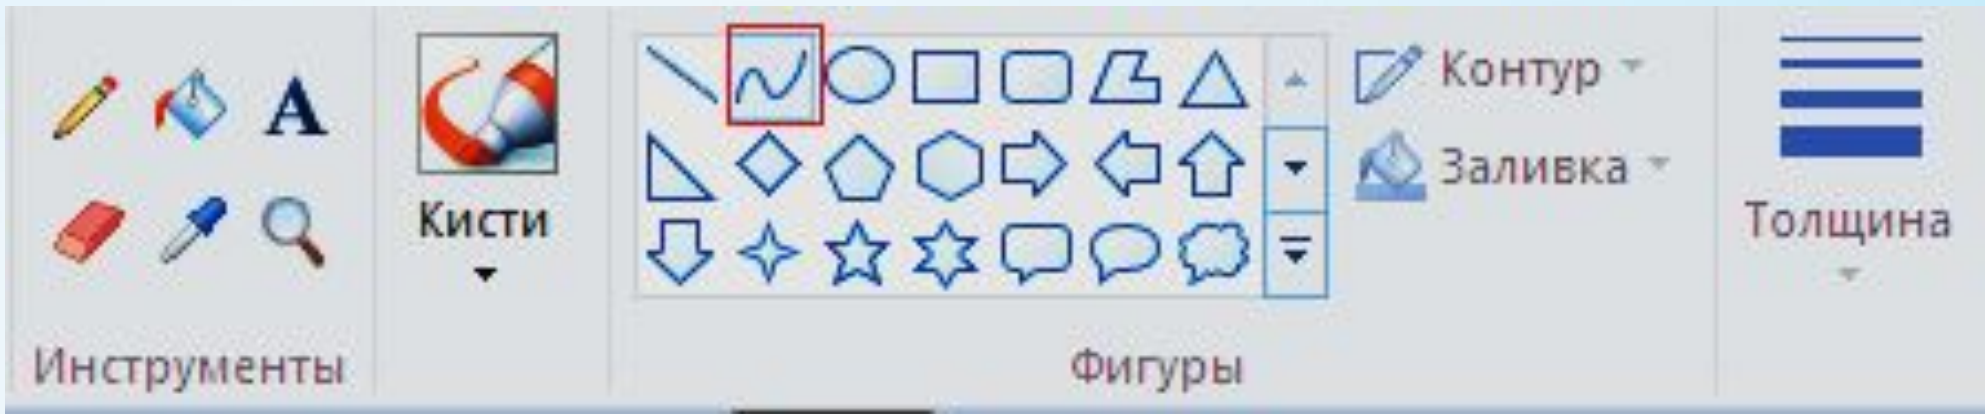 Кисти
Контур
Заливка
Толщина
Инструменты
Фигуры